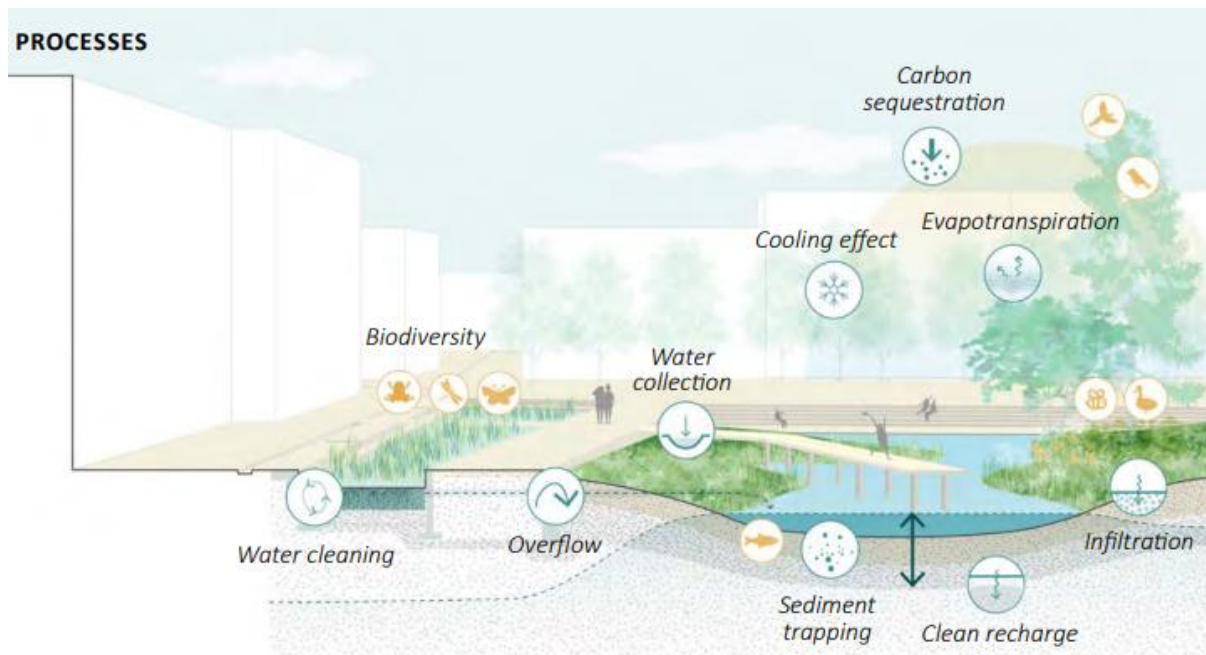 PROCESSES
Carbon
sequestration
Evapotranspiration
Cooling effect
Biodiversity
Water
collection
Water cleaning
Overflow
Infiltration
Sediment
trapping
Clean recharge